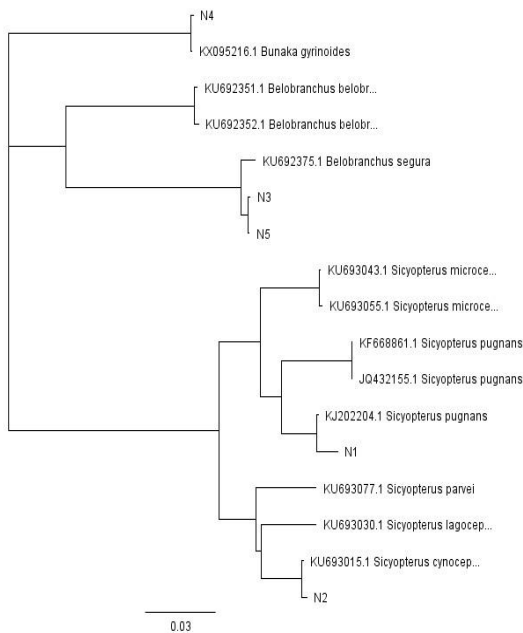 N4
KX095216.1 Bunaka gyrinoides
KU692351.1 Belobranchus belobr...
KU692352.1 Belobranchus belobr...
KU692375.1 Belobranchus segura
N3
N5
KU693043.1 Sicyopterus microce...
KU693055.1 Sicyopterus microce...
KF668861.1 Sicyopterus pugnans
JQ432155.1 Sicyopterus pugnans
KJ202204.1 Sicyopterus pugnans
N1
KU693077.1 Sicyopterus parvei
KU693030.1 Sicyopterus lagocep...
KU693015.1 Sicyopterus cynocep...
N2
0.03